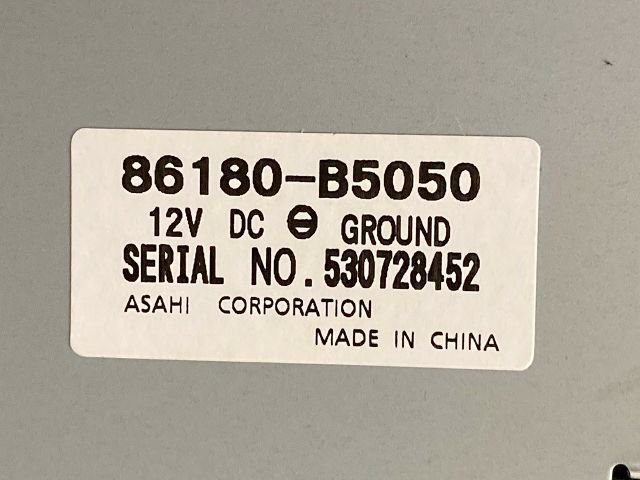 86180-B5050
12V DC ⊖ GROUND
SERIAL NO. 530728452
ASAHI CORPORATION
MADE IN CHINA